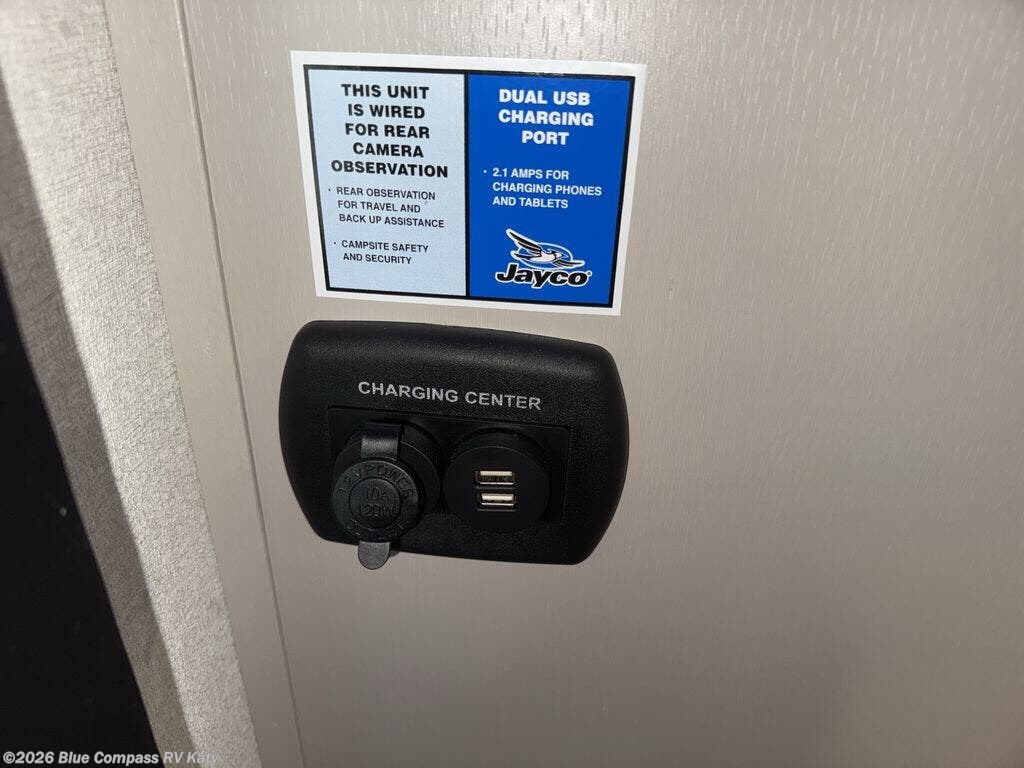 THIS UNIT
IS WIRED
FOR REAR
CAMERA
OBSERVATION
· REAR OBSERVATION
FOR TRAVEL AND
BACK UP ASSISTANCE
· CAMPSITE SAFETY
AND SECURITY
DUAL USB
CHARGING
PORT
· 2.1 AMPS FOR
CHARGING PHONES
AND TABLETS
Jayco
CHARGING CENTER
12V POWER
10A
120W
©2026 Blue Compass RV Katy